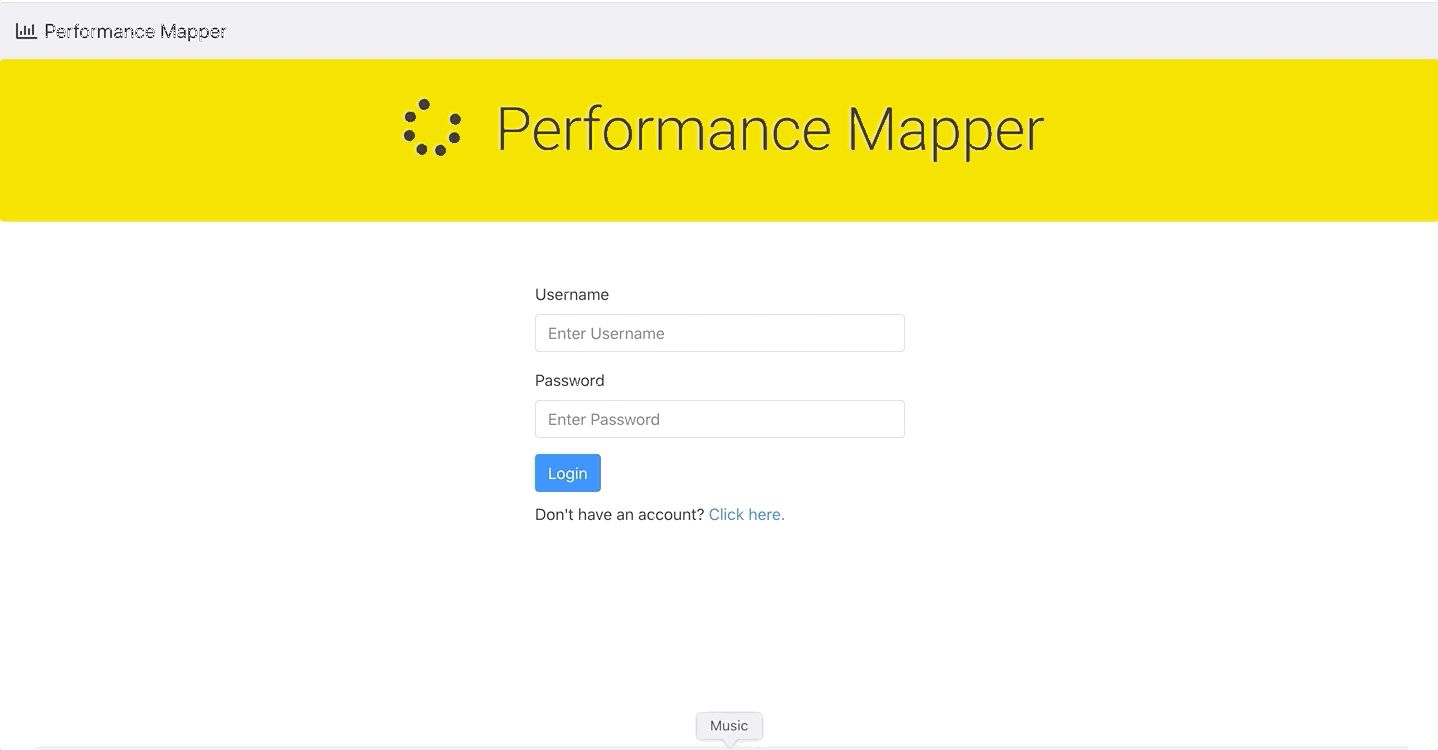 Performance Mapper
Performance Mapper
Username
Enter Username
Password
Enter Password
Login
Don't have an account? Click here.
Music